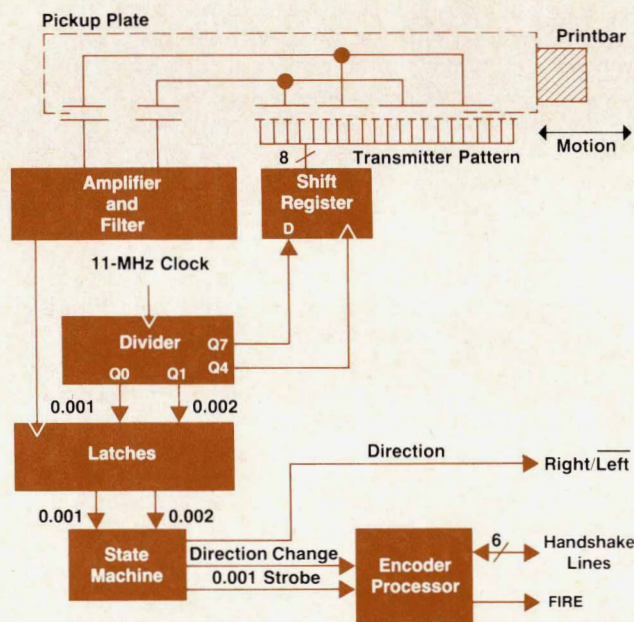 Pickup Plate
Printbar
Motion
8
Transmitter Pattern
Amplifier
and
Filter
Shift
Register
D
11-MHz Clock
Divider
Q7
Q4
Q0
Q1
0.001
0.002
Latches
Direction
Right/Left
0.001
0.002
State
Machine
Direction Change
0.001 Strobe
Encoder
Processor
6
Handshake
Lines
FIRE